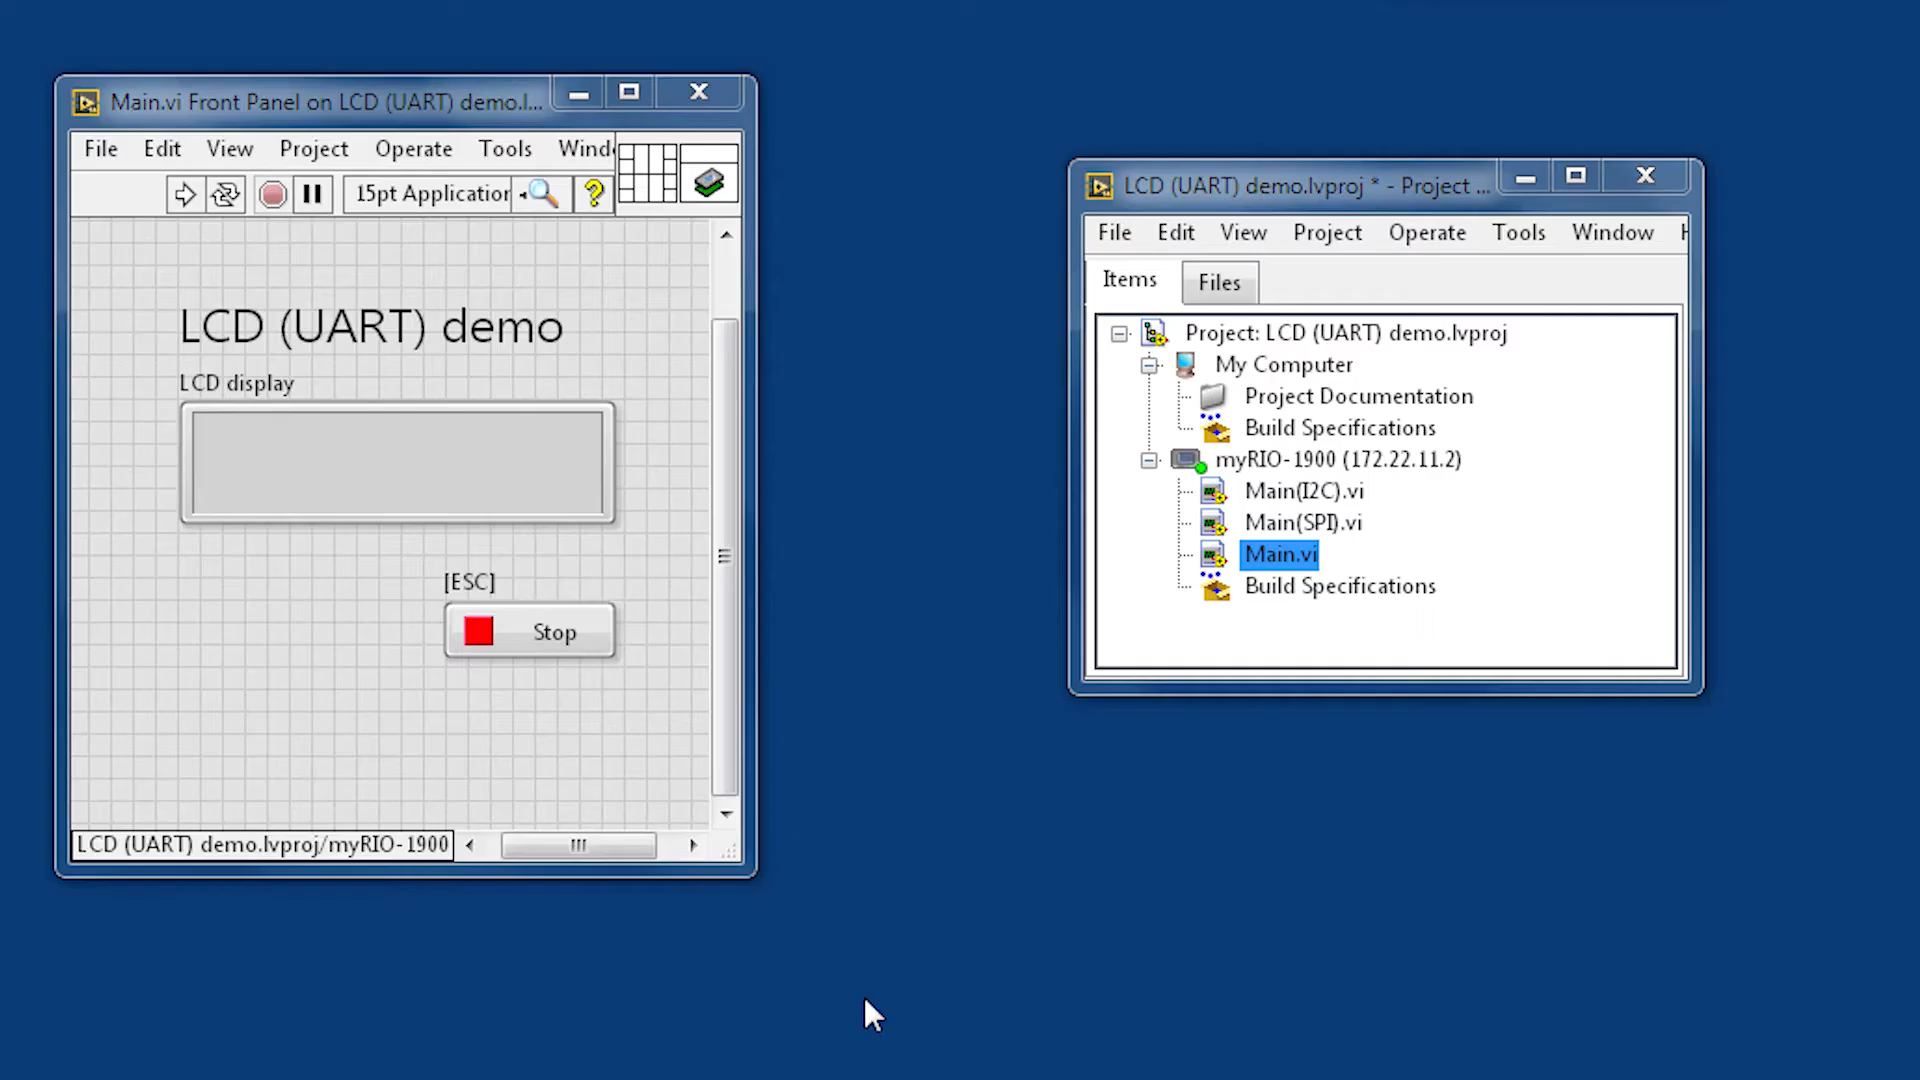 Main.vi Front Panel on LCD (UART) demo.l...
File Edit View Project Operate Tools Wind
15pt Application
LCD (UART) demo
LCD display
[ESC]
Stop
LCD (UART) demo.lvproj/myRIO-1900
LCD (UART) demo.lvproj * - Project ...
File Edit View Project Operate Tools Window H
Items Files
Project: LCD (UART) demo.lvproj
My Computer
Project Documentation
Build Specifications
myRIO-1900 (172.22.11.2)
Main(I2C).vi
Main(SPI).vi
Main.vi
Build Specifications